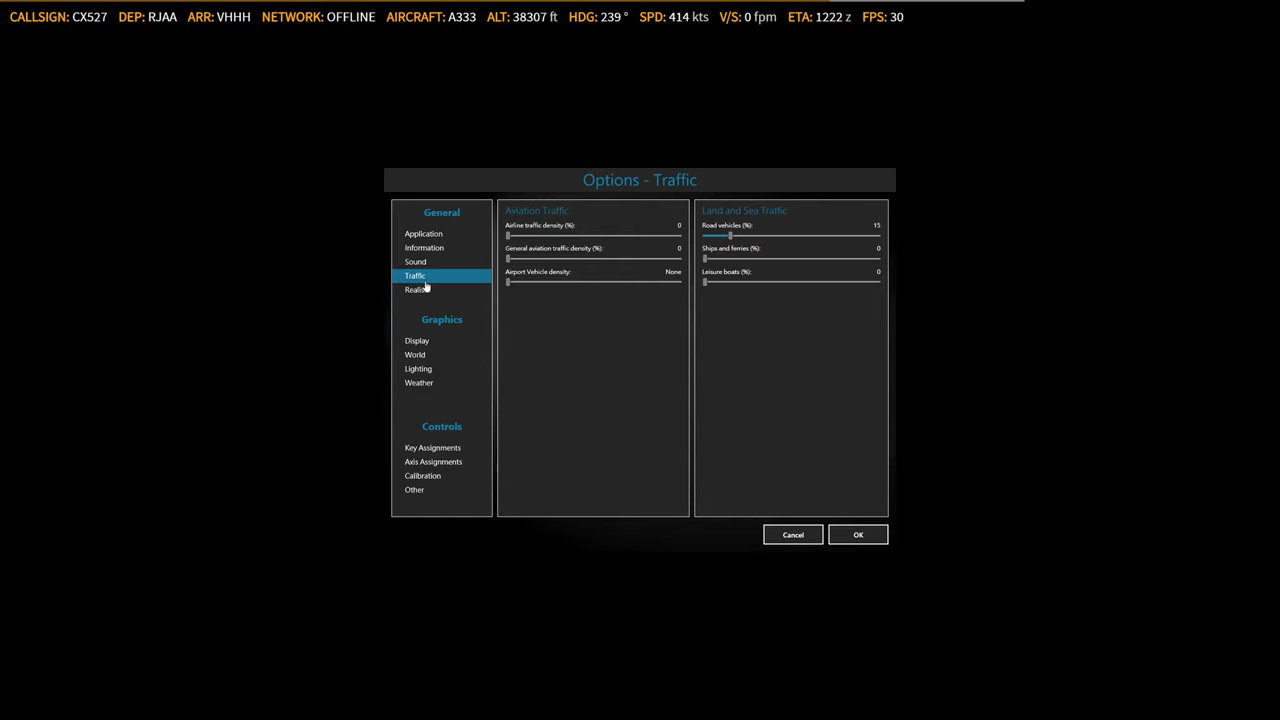 CALLSIGN: CX527 DEP: RJAA ARR: VHHH NETWORK: OFFLINE AIRCRAFT: A333 ALT: 38307 ft HDG: 239 ° SPD: 414 kts V/S: 0 fpm ETA: 1222 z FPS: 30
Options - Traffic
General
Application
Information
Sound
Traffic
Graphics
Display
World
Lighting
Weather
Controls
Key Assignments
Axis Assignments
Calibration
Other
Aviation Traffic
Airline traffic density (%): 0
General aviation traffic density (%): 0
Airport Vehicle density: None
Land and Sea Traffic
Road vehicles (%): 15
Ships and ferries (%): 0
Leisure boats (%): 0
Cancel
OK